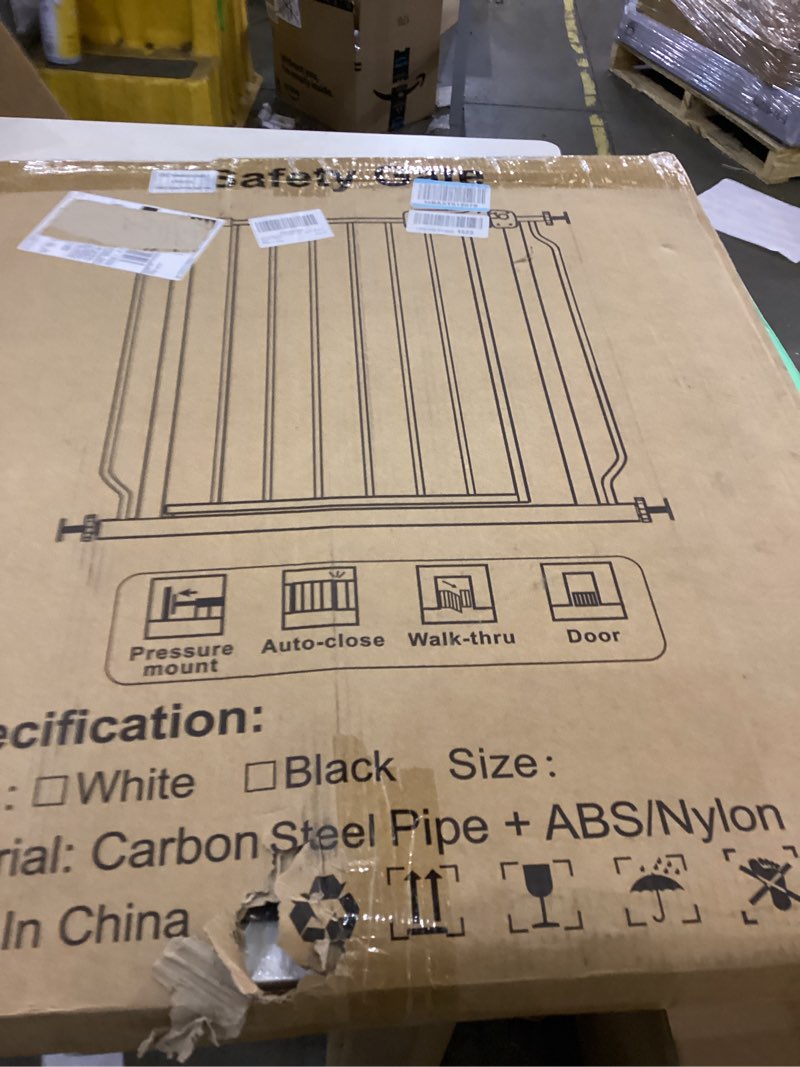 Safety Gate
Pressure mount
Auto-close
Walk-thru
Door
ecification:
: □ White □ Black Size:
rial: Carbon Steel Pipe + ABS/Nylon
In China